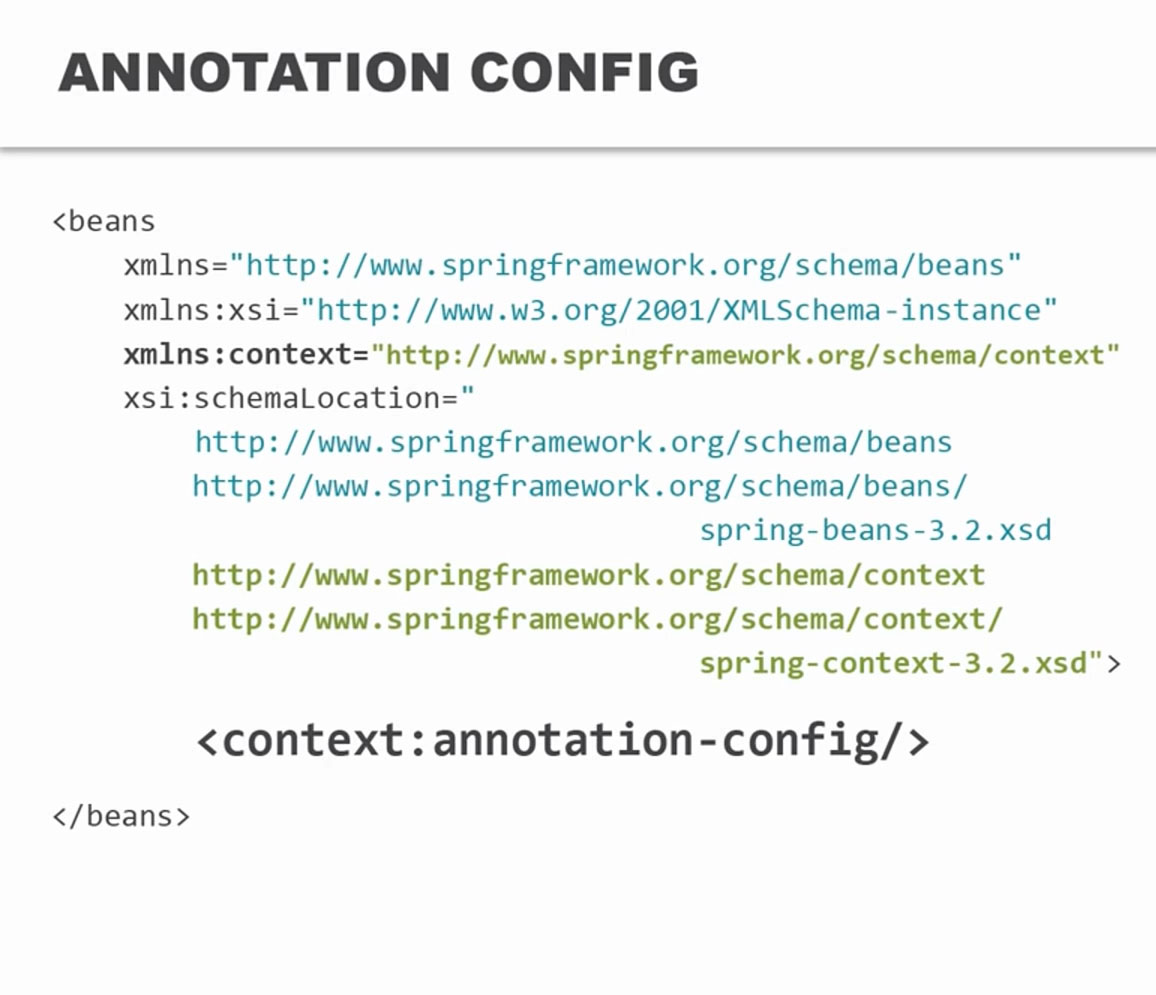 ANNOTATION CONFIG
<beans
xmlns="http://www.springframework.org/schema/beans"
xmlns:xsi="http://www.w3.org/2001/XMLSchema-instance"
xmlns:context="http://www.springframework.org/schema/context"
xsi:schemaLocation="
http://www.springframework.org/schema/beans
http://www.springframework.org/schema/beans/
spring-beans-3.2.xsd
http://www.springframework.org/schema/context
http://www.springframework.org/schema/context/
spring-context-3.2.xsd">
<context:annotation-config/>
</beans>